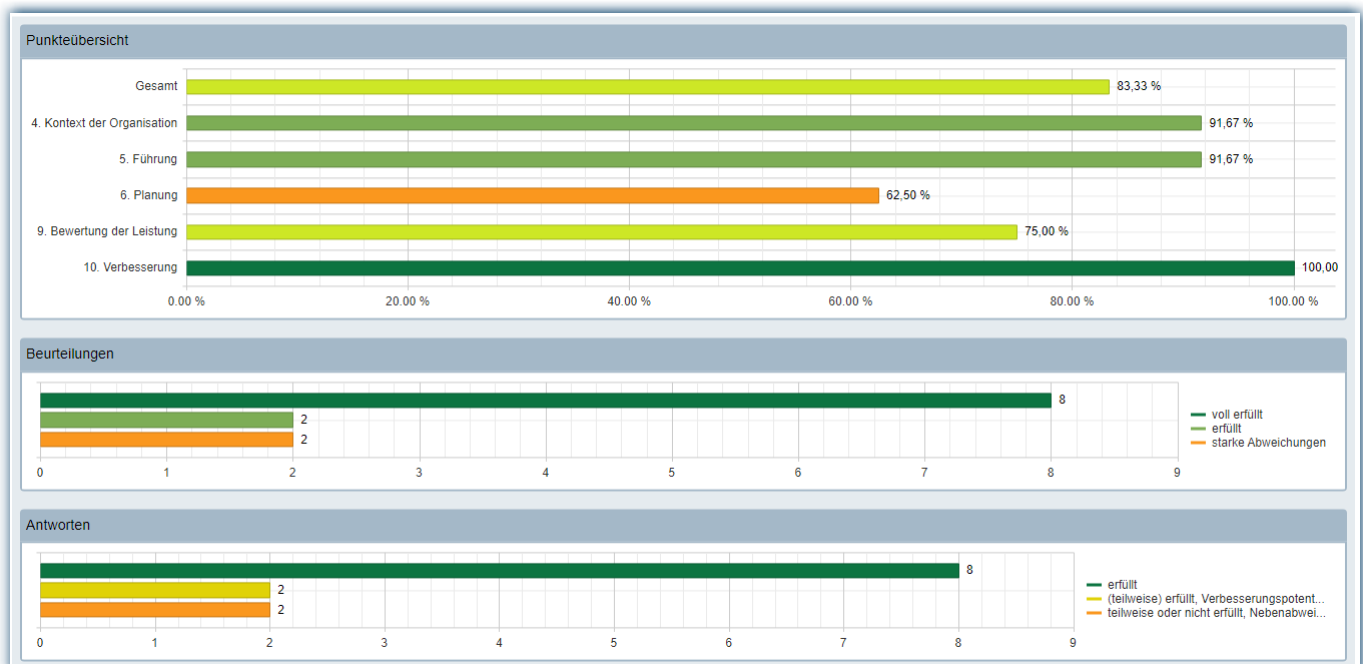 Punkteübersicht
Gesamt 83,33 %
4. Kontext der Organisation 91,67 %
5. Führung 91,67 %
6. Planung 62,50 %
9. Bewertung der Leistung 75,00 %
10. Verbesserung 100,00
0.00 % 20.00 % 40.00 % 60.00 % 80.00 % 100.00 %
Beurteilungen
8
2
2
voll erfüllt
erfüllt
starke Abweichungen
0 1 2 3 4 5 6 7 8 9
Antworten
8
2
2
erfüllt
(teilweise) erfüllt, Verbesserungspotent...
teilweise oder nicht erfüllt, Nebenabwei...
0 1 2 3 4 5 6 7 8 9